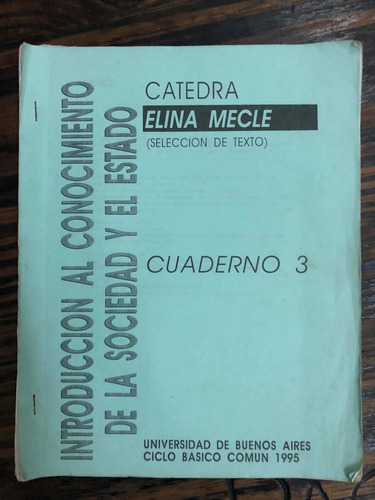 INTRODUCCION AL CONOCIMIENTO
DE LA SOCIEDAD Y EL ESTADO
CATEDRA
ELINA MECLE
(SELECCION DE TEXTO)
CUADERNO 3
UNIVERSIDAD DE BUENOS AIRES
CICLO BASICO COMUN 1995